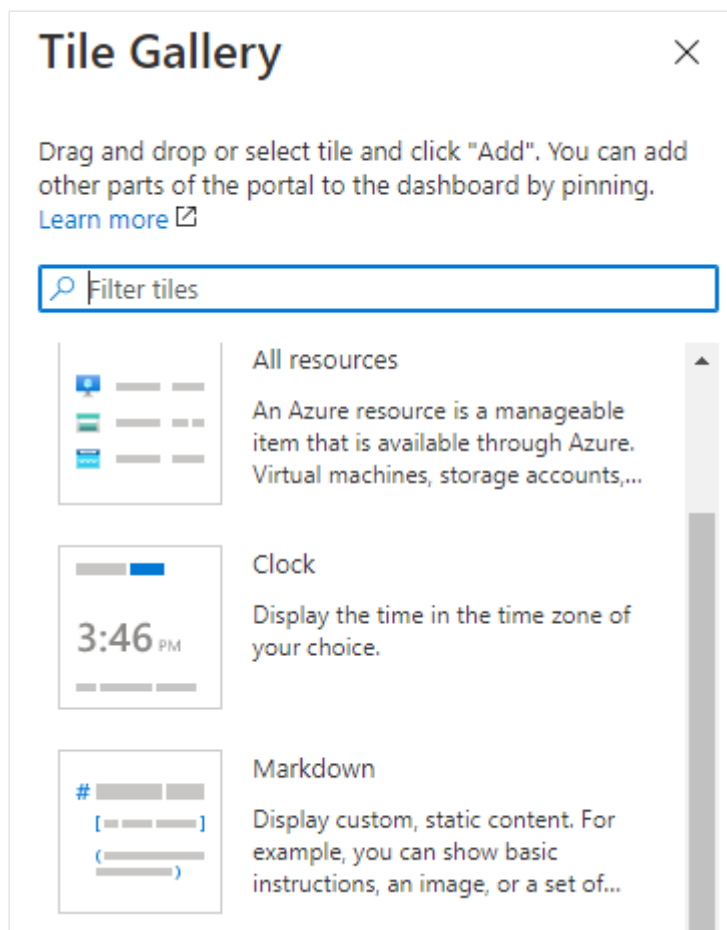 Tile Gallery
Drag and drop or select tile and click "Add". You can add
other parts of the portal to the dashboard by pinning.
Learn more
Filter tiles
All resources
An Azure resource is a manageable
item that is available through Azure.
Virtual machines, storage accounts,...
Clock
3:46 PM
Display the time in the time zone of
your choice.
Markdown
#
[ ]
( )
Display custom, static content. For
example, you can show basic
instructions, an image, or a set of...